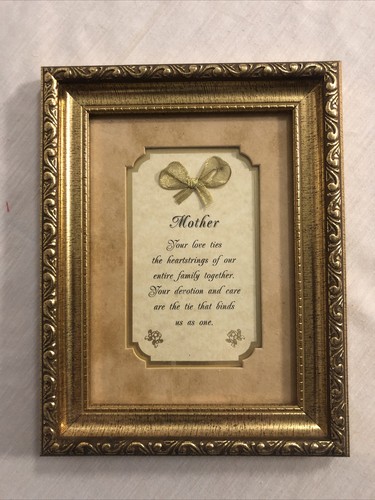 Mother
Your love ties
the heartstrings of our
entire family together.
Your devotion and care
are the tie that binds
us as one.